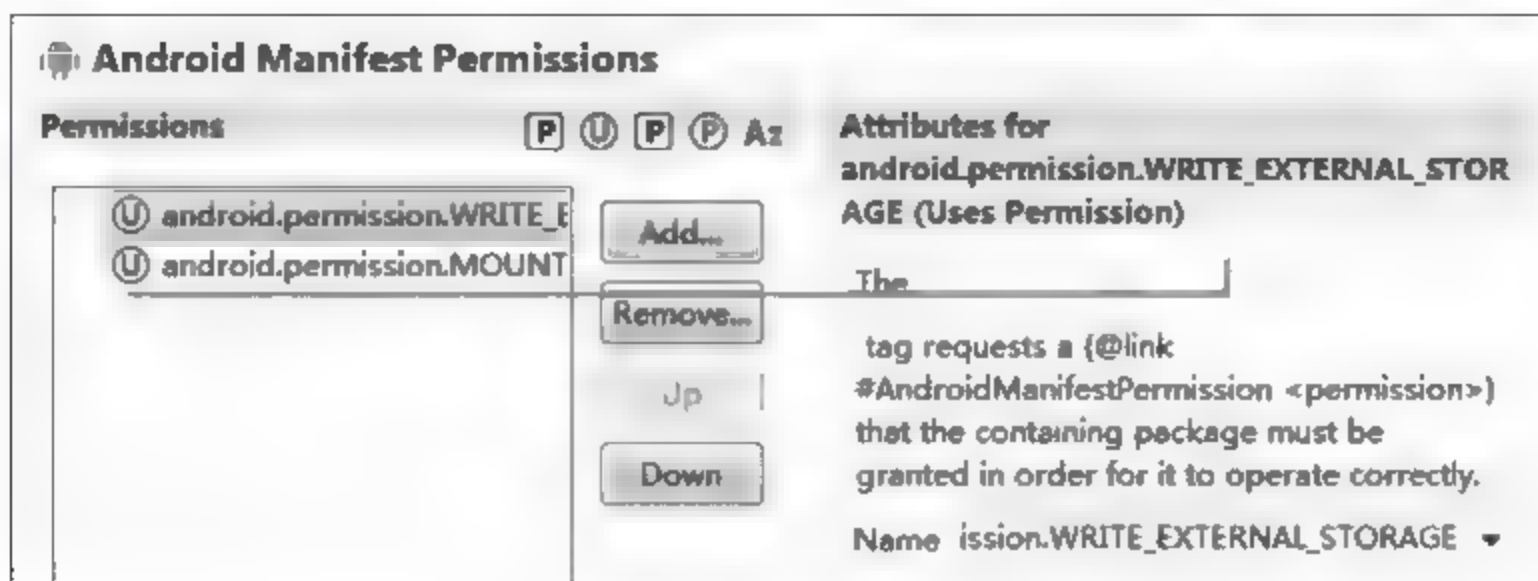 Android Manifest Permissions
Permissions
P U P P Az
android.permission.WRITE_E
android.permission.MOUNT
Add...
Remove...
Up
Down
Attributes for
android.permission.WRITE_EXTERNAL_STOR
AGE (Uses Permission)
The
tag requests a {@link
#AndroidManifestPermission <permission>}
that the containing package must be
granted in order for it to operate correctly.
Name ission.WRITE_EXTERNAL_STORAGE